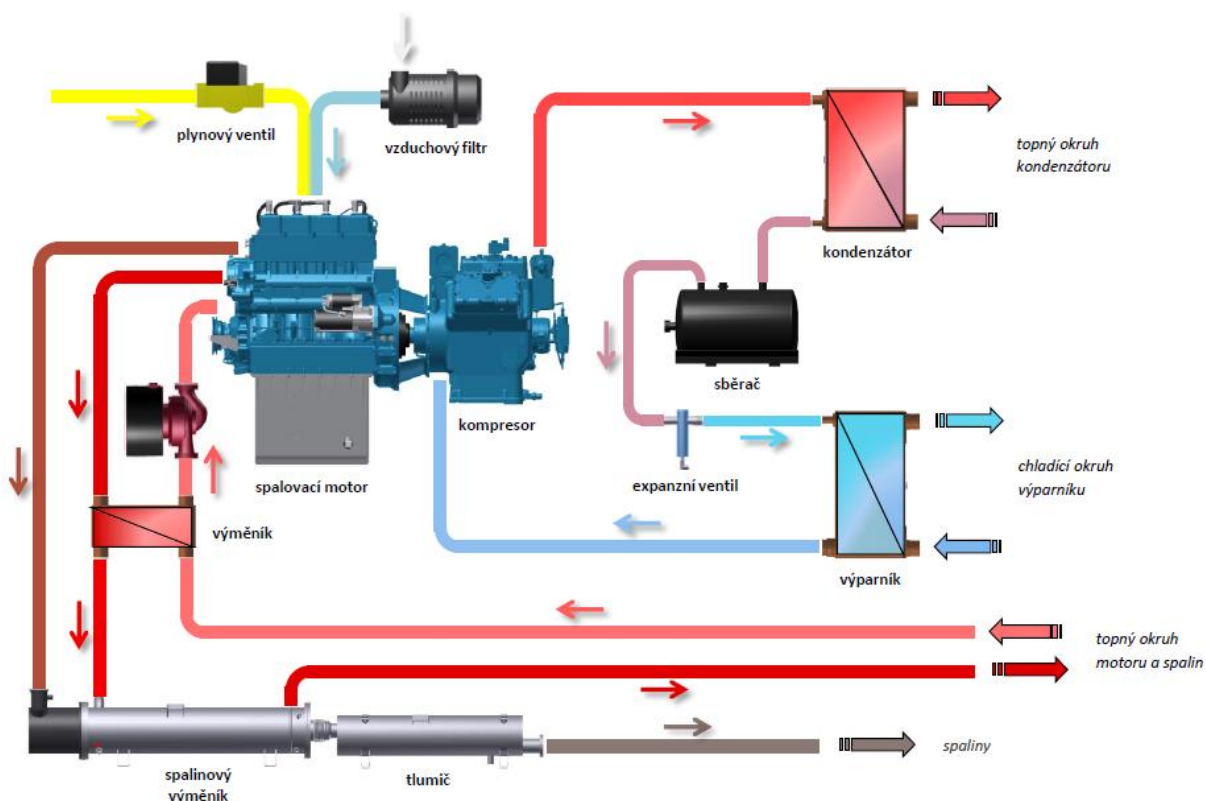 plynový ventil
vzduchový filtr
topný okruh
kondenzátoru
kondenzátor
sběrač
kompresor
spalovací motor
expanzní ventil
chladící okruh
výparníku
výměník
výparník
topný okruh
motoru a spalin
spaliny
spalinový
výměník
tlumič